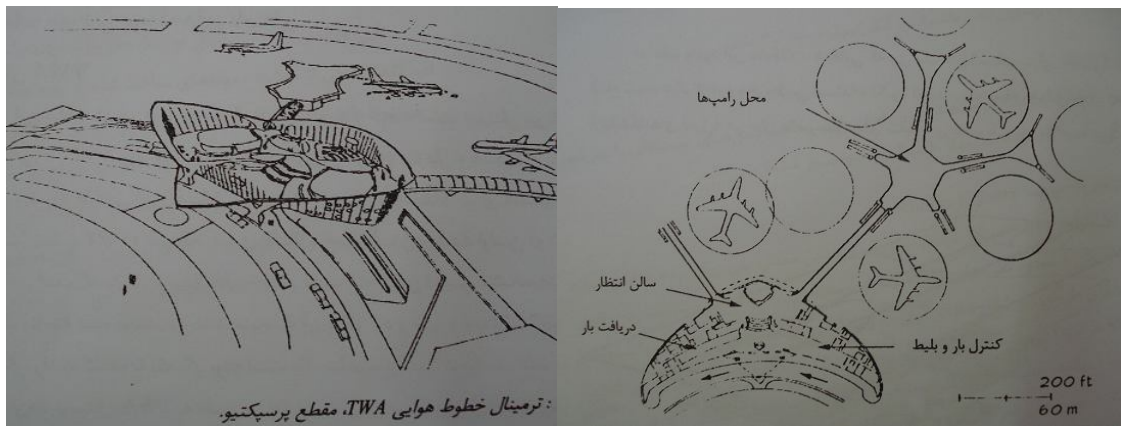 : ترمینال خطوط هوایی TWA، مقطع پرسپکتیو.
محل رامپ‌ها
سالن انتظار
دریافت بار
کنترل بار و بلیط
200 ft
60 m